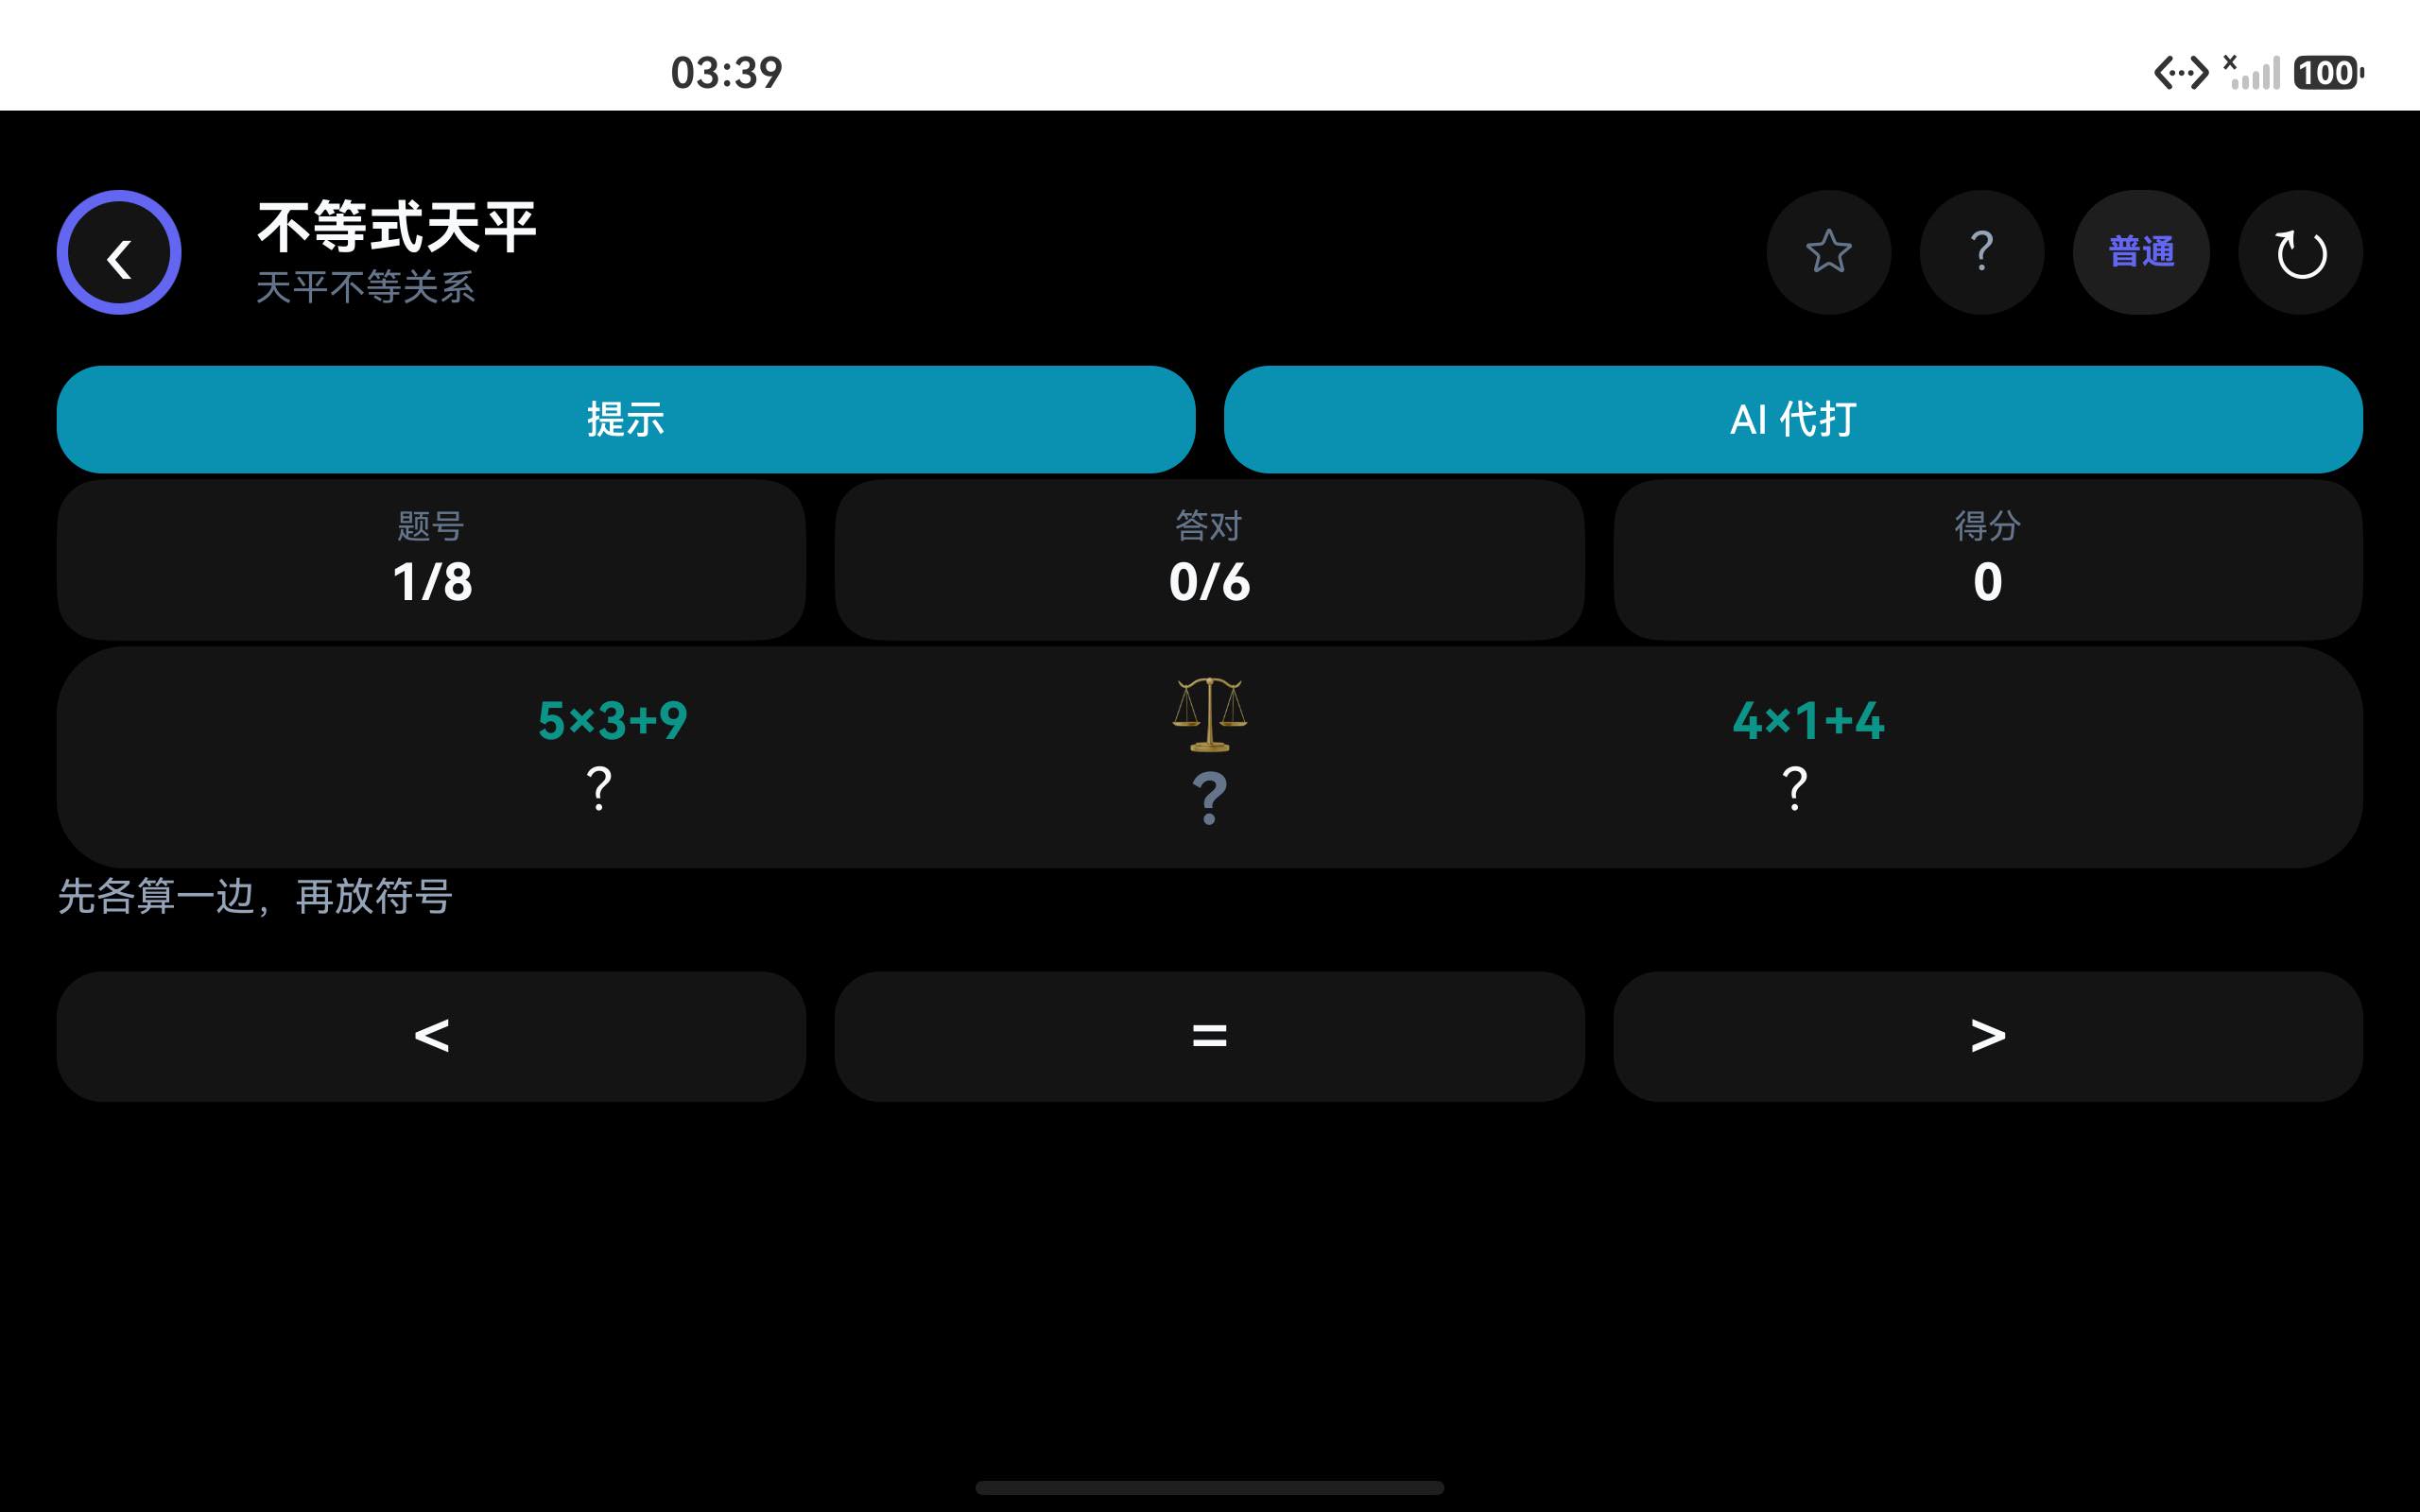 03:39
100
不等式天平
天平不等关系
?
普通
提示
AI 代打
题号
1/8
答对
0/6
得分
0
5×3+9
?
?
4×1+4
?
先各算一边，再放符号
<
=
>